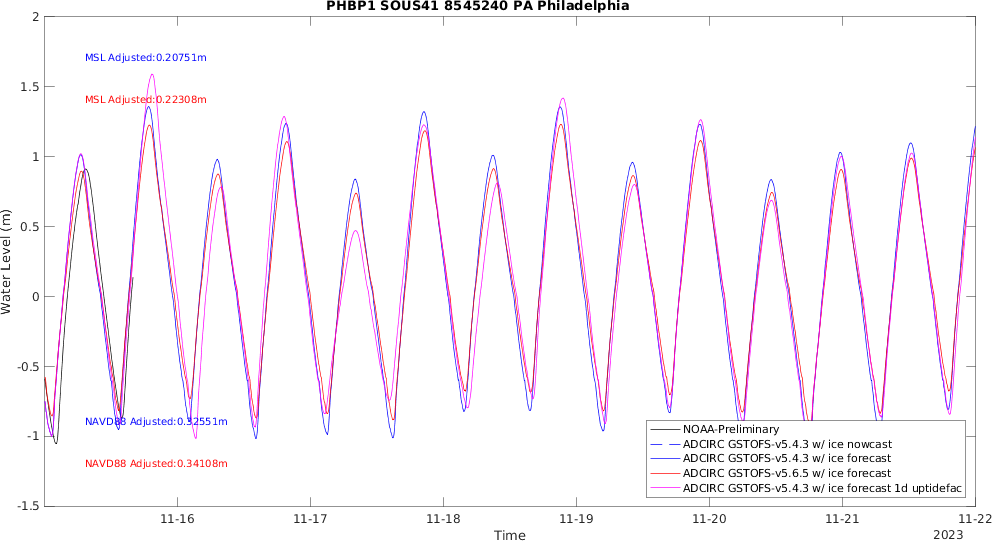 PHBP1 SOUS41 8545240 PA Philadelphia
2
1.5
1
0.5
0
-0.5
-1
-1.5
Water Level (m)
MSL Adjusted:0.20751m
MSL Adjusted:0.22308m
NAVD88 Adjusted:0.32551m
NAVD88 Adjusted:0.34108m
NOAA-Preliminary
ADCIRC GSTOFS-v5.4.3 w/ ice nowcast
ADCIRC GSTOFS-v5.4.3 w/ ice forecast
ADCIRC GSTOFS-v5.6.5 w/ ice forecast
ADCIRC GSTOFS-v5.4.3 w/ ice forecast 1d uptidefac
11-16 11-17 11-18 11-19 11-20 11-21 11-22
Time
2023